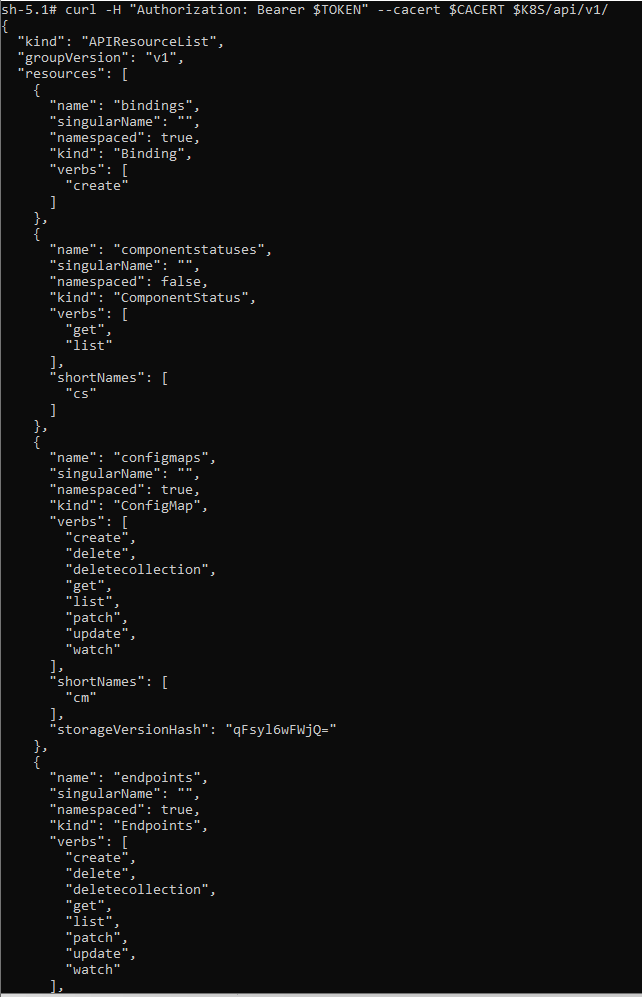 sh-5.1# curl -H "Authorization: Bearer $TOKEN" --cacert $CACERT $K8S/api/v1/
{
  "kind": "APIResourceList",
  "groupVersion": "v1",
  "resources": [
    {
      "name": "bindings",
      "singularName": "",
      "namespaced": true,
      "kind": "Binding",
      "verbs": [
        "create"
      ]
    },
    {
      "name": "componentstatuses",
      "singularName": "",
      "namespaced": false,
      "kind": "ComponentStatus",
      "verbs": [
        "get",
        "list"
      ],
      "shortNames": [
        "cs"
      ]
    },
    {
      "name": "configmaps",
      "singularName": "",
      "namespaced": true,
      "kind": "ConfigMap",
      "verbs": [
        "create",
        "delete",
        "deletecollection",
        "get",
        "list",
        "patch",
        "update",
        "watch"
      ],
      "shortNames": [
        "cm"
      ],
      "storageVersionHash": "qFsyl6wFWjQ="
    },
    {
      "name": "endpoints",
      "singularName": "",
      "namespaced": true,
      "kind": "Endpoints",
      "verbs": [
        "create",
        "delete",
        "deletecollection",
        "get",
        "list",
        "patch",
        "update",
        "watch"
      ],